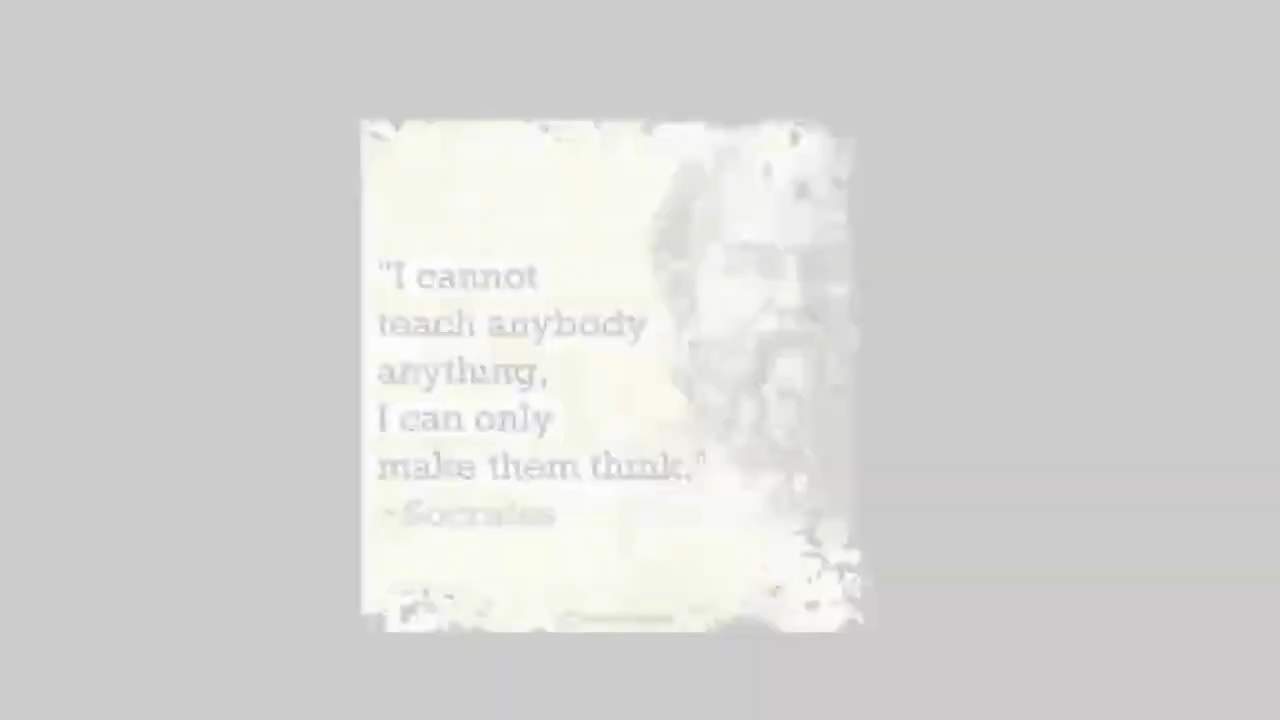 "I cannot
teach anybody
anything,
I can only
make them think."
~Socrates